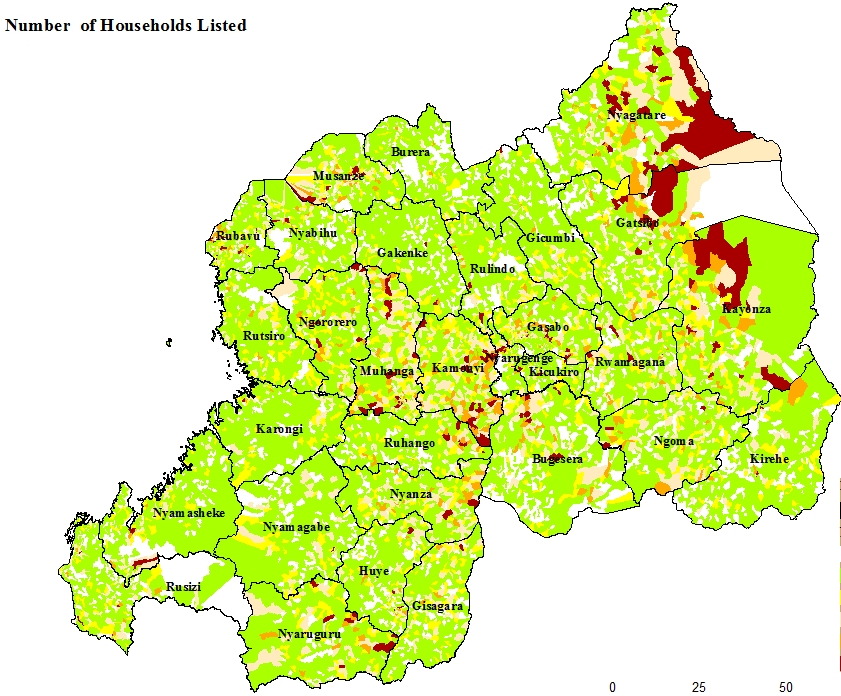 Number of Households Listed
Nyagatare
Burera
Musanze
Gatsibo
Rubavu
Nyabihu
Gicumbi
Gakenke
Rulindo
Kayonza
Ngororero
Gasabo
Rutsiro
Nyarugenge
Rwamagana
Muhanga
Kamonyi
Kicukiro
Karongi
Ruhango
Ngoma
Bugesera
Kirehe
Nyanza
Nyamasheke
Nyamagabe
Huye
Rusizi
Gisagara
Nyaruguru
0 25 50